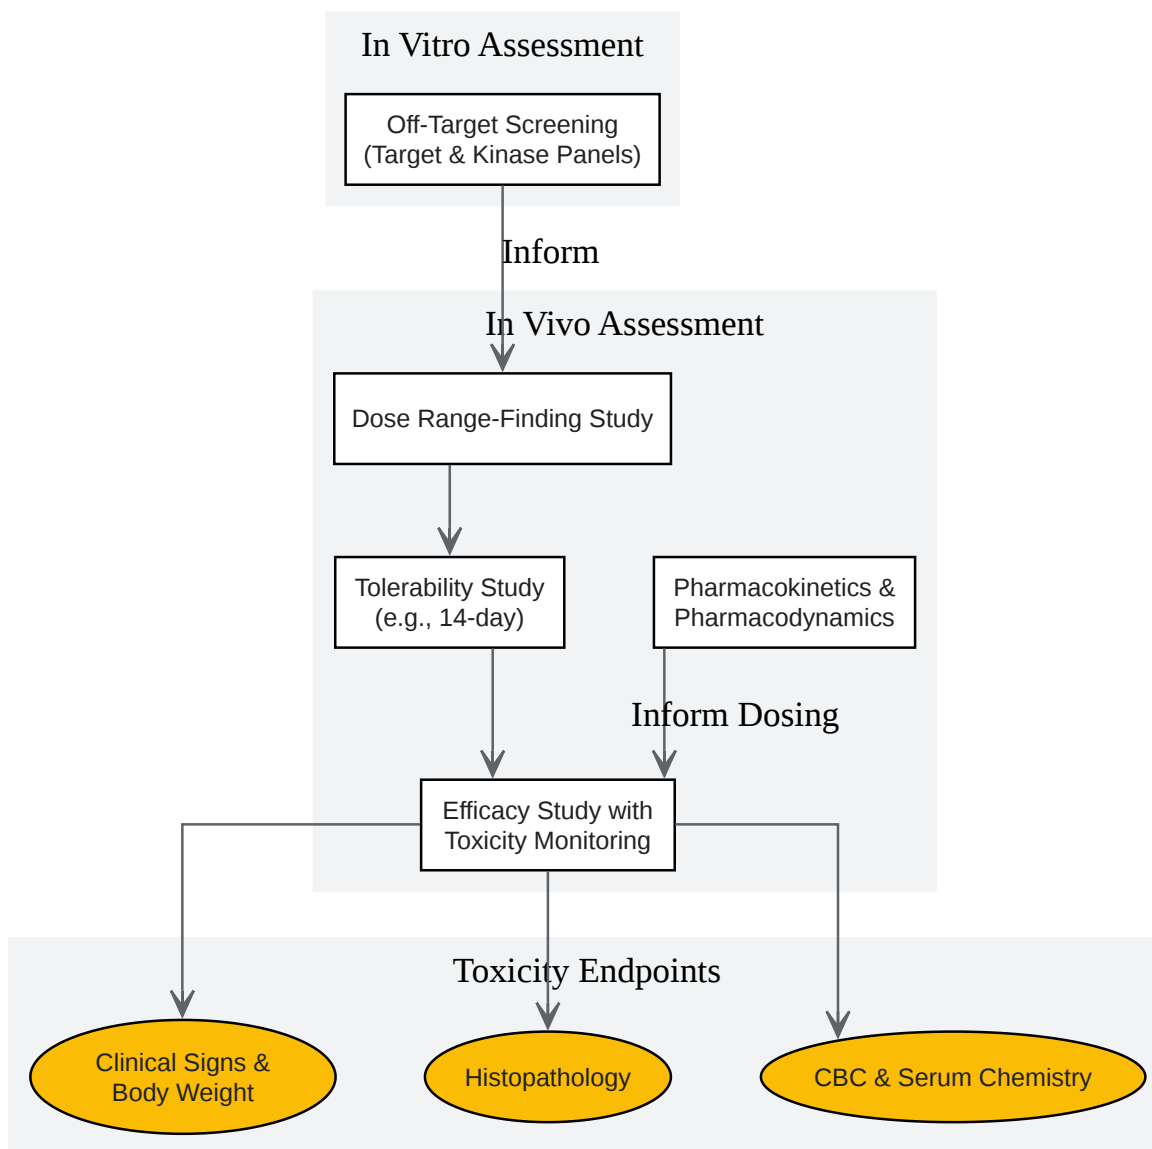 In Vitro Assessment
Off-Target Screening
(Target & Kinase Panels)
Inform
In Vivo Assessment
Dose Range-Finding Study
Tolerability Study
(e.g., 14-day)
Pharmacokinetics &
Pharmacodynamics
Inform Dosing
Efficacy Study with
Toxicity Monitoring
Toxicity Endpoints
Clinical Signs &
Body Weight
Histopathology
CBC & Serum Chemistry